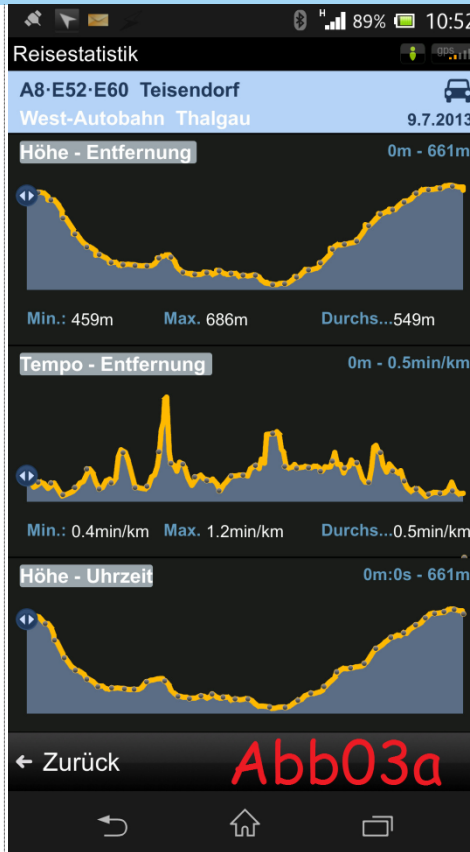 H 89% 10:52
Reisestatistik gps
A8·E52·E60 Teisendorf
West-Autobahn Thalgau 9.7.2013
Höhe - Entfernung 0m - 661m
Min.: 459m Max. 686m Durchs...549m
Tempo - Entfernung 0m - 0.5min/km
Min.: 0.4min/km Max. 1.2min/km Durchs...0.5min/km
Höhe - Uhrzeit 0m:0s - 661m
Zurück Abb03a